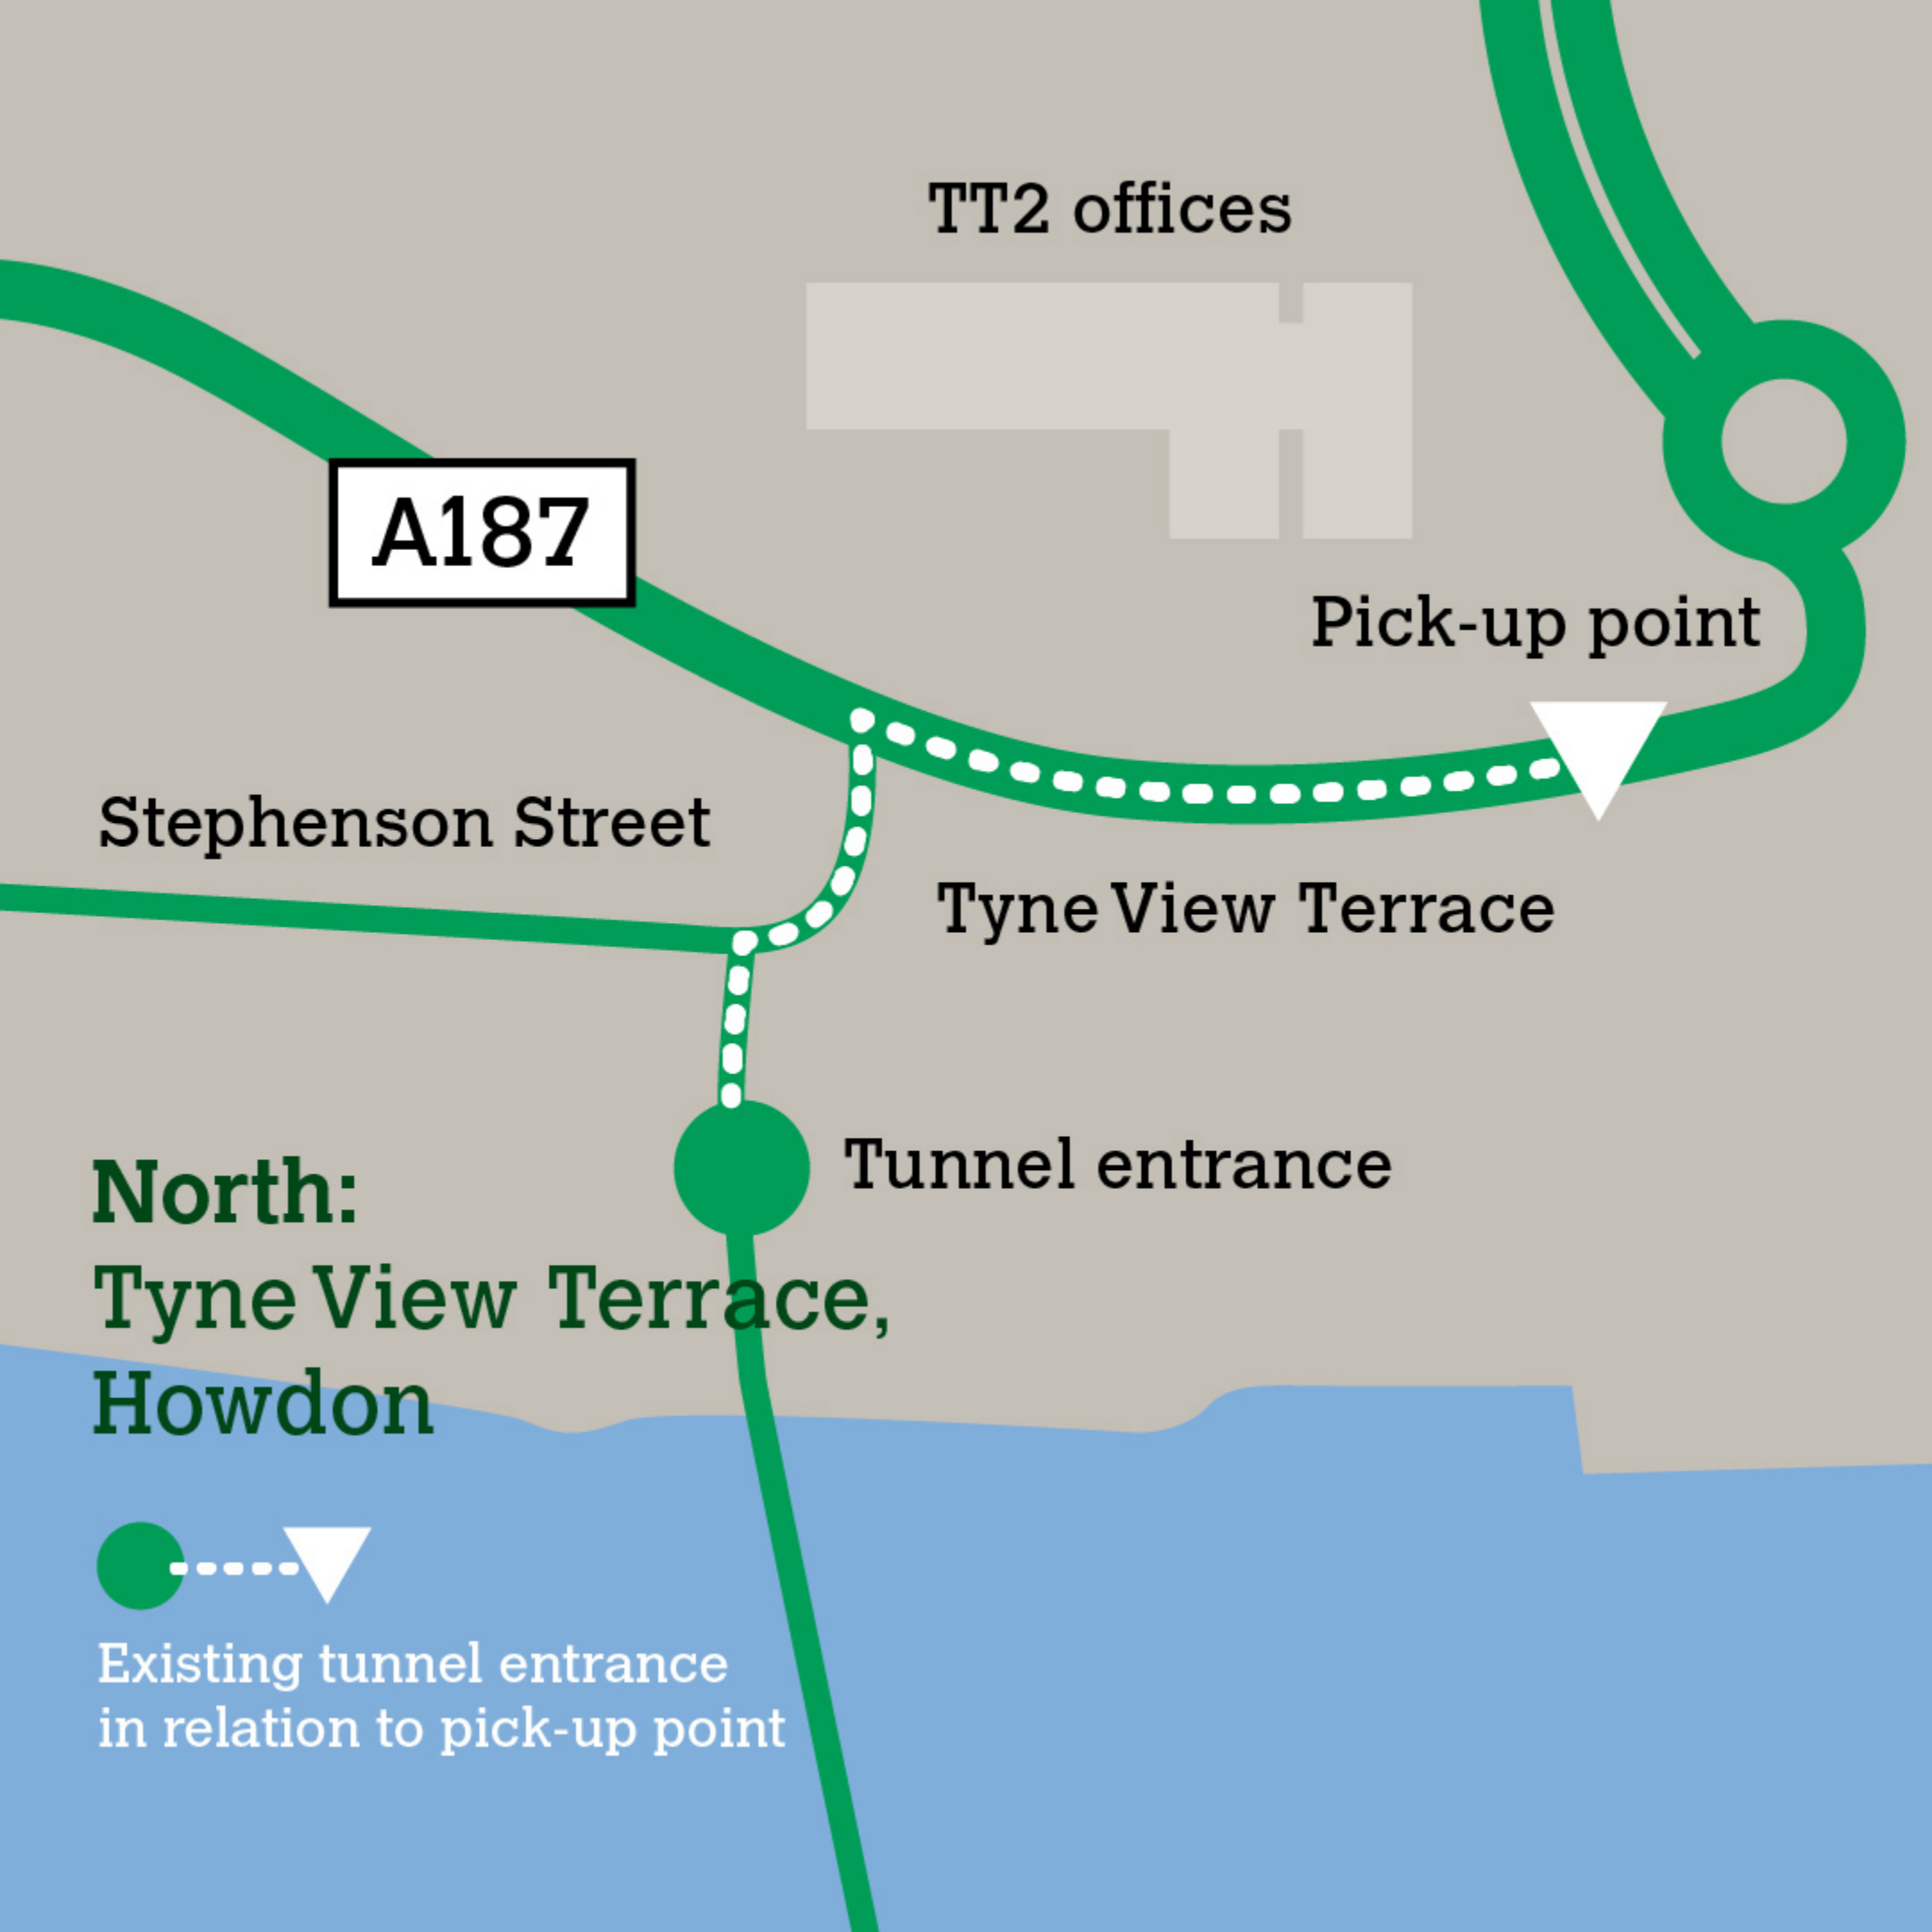 TT2 offices
A187
Pick-up point
Stephenson Street
Tyne View Terrace
Tunnel entrance
North:
Tyne View Terrace,
Howdon
Existing tunnel entrance
in relation to pick-up point